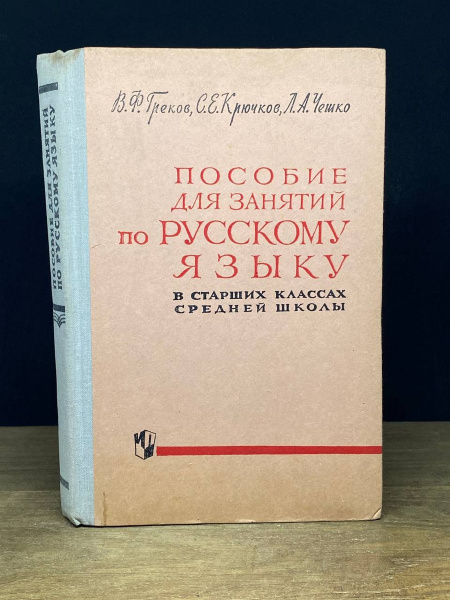 В.Ф.Греков, С.Е.Крючков, Л.А.Чешко
ПОСОБИЕ
ДЛЯ ЗАНЯТИЙ
ПО РУССКОМУ
ЯЗЫКУ
В СТАРШИХ КЛАССАХ
СРЕДНЕЙ ШКОЛЫ
ПОСОБИЕ ДЛЯ ЗАНЯТИЙ
ПО РУССКОМУ ЯЗЫКУ